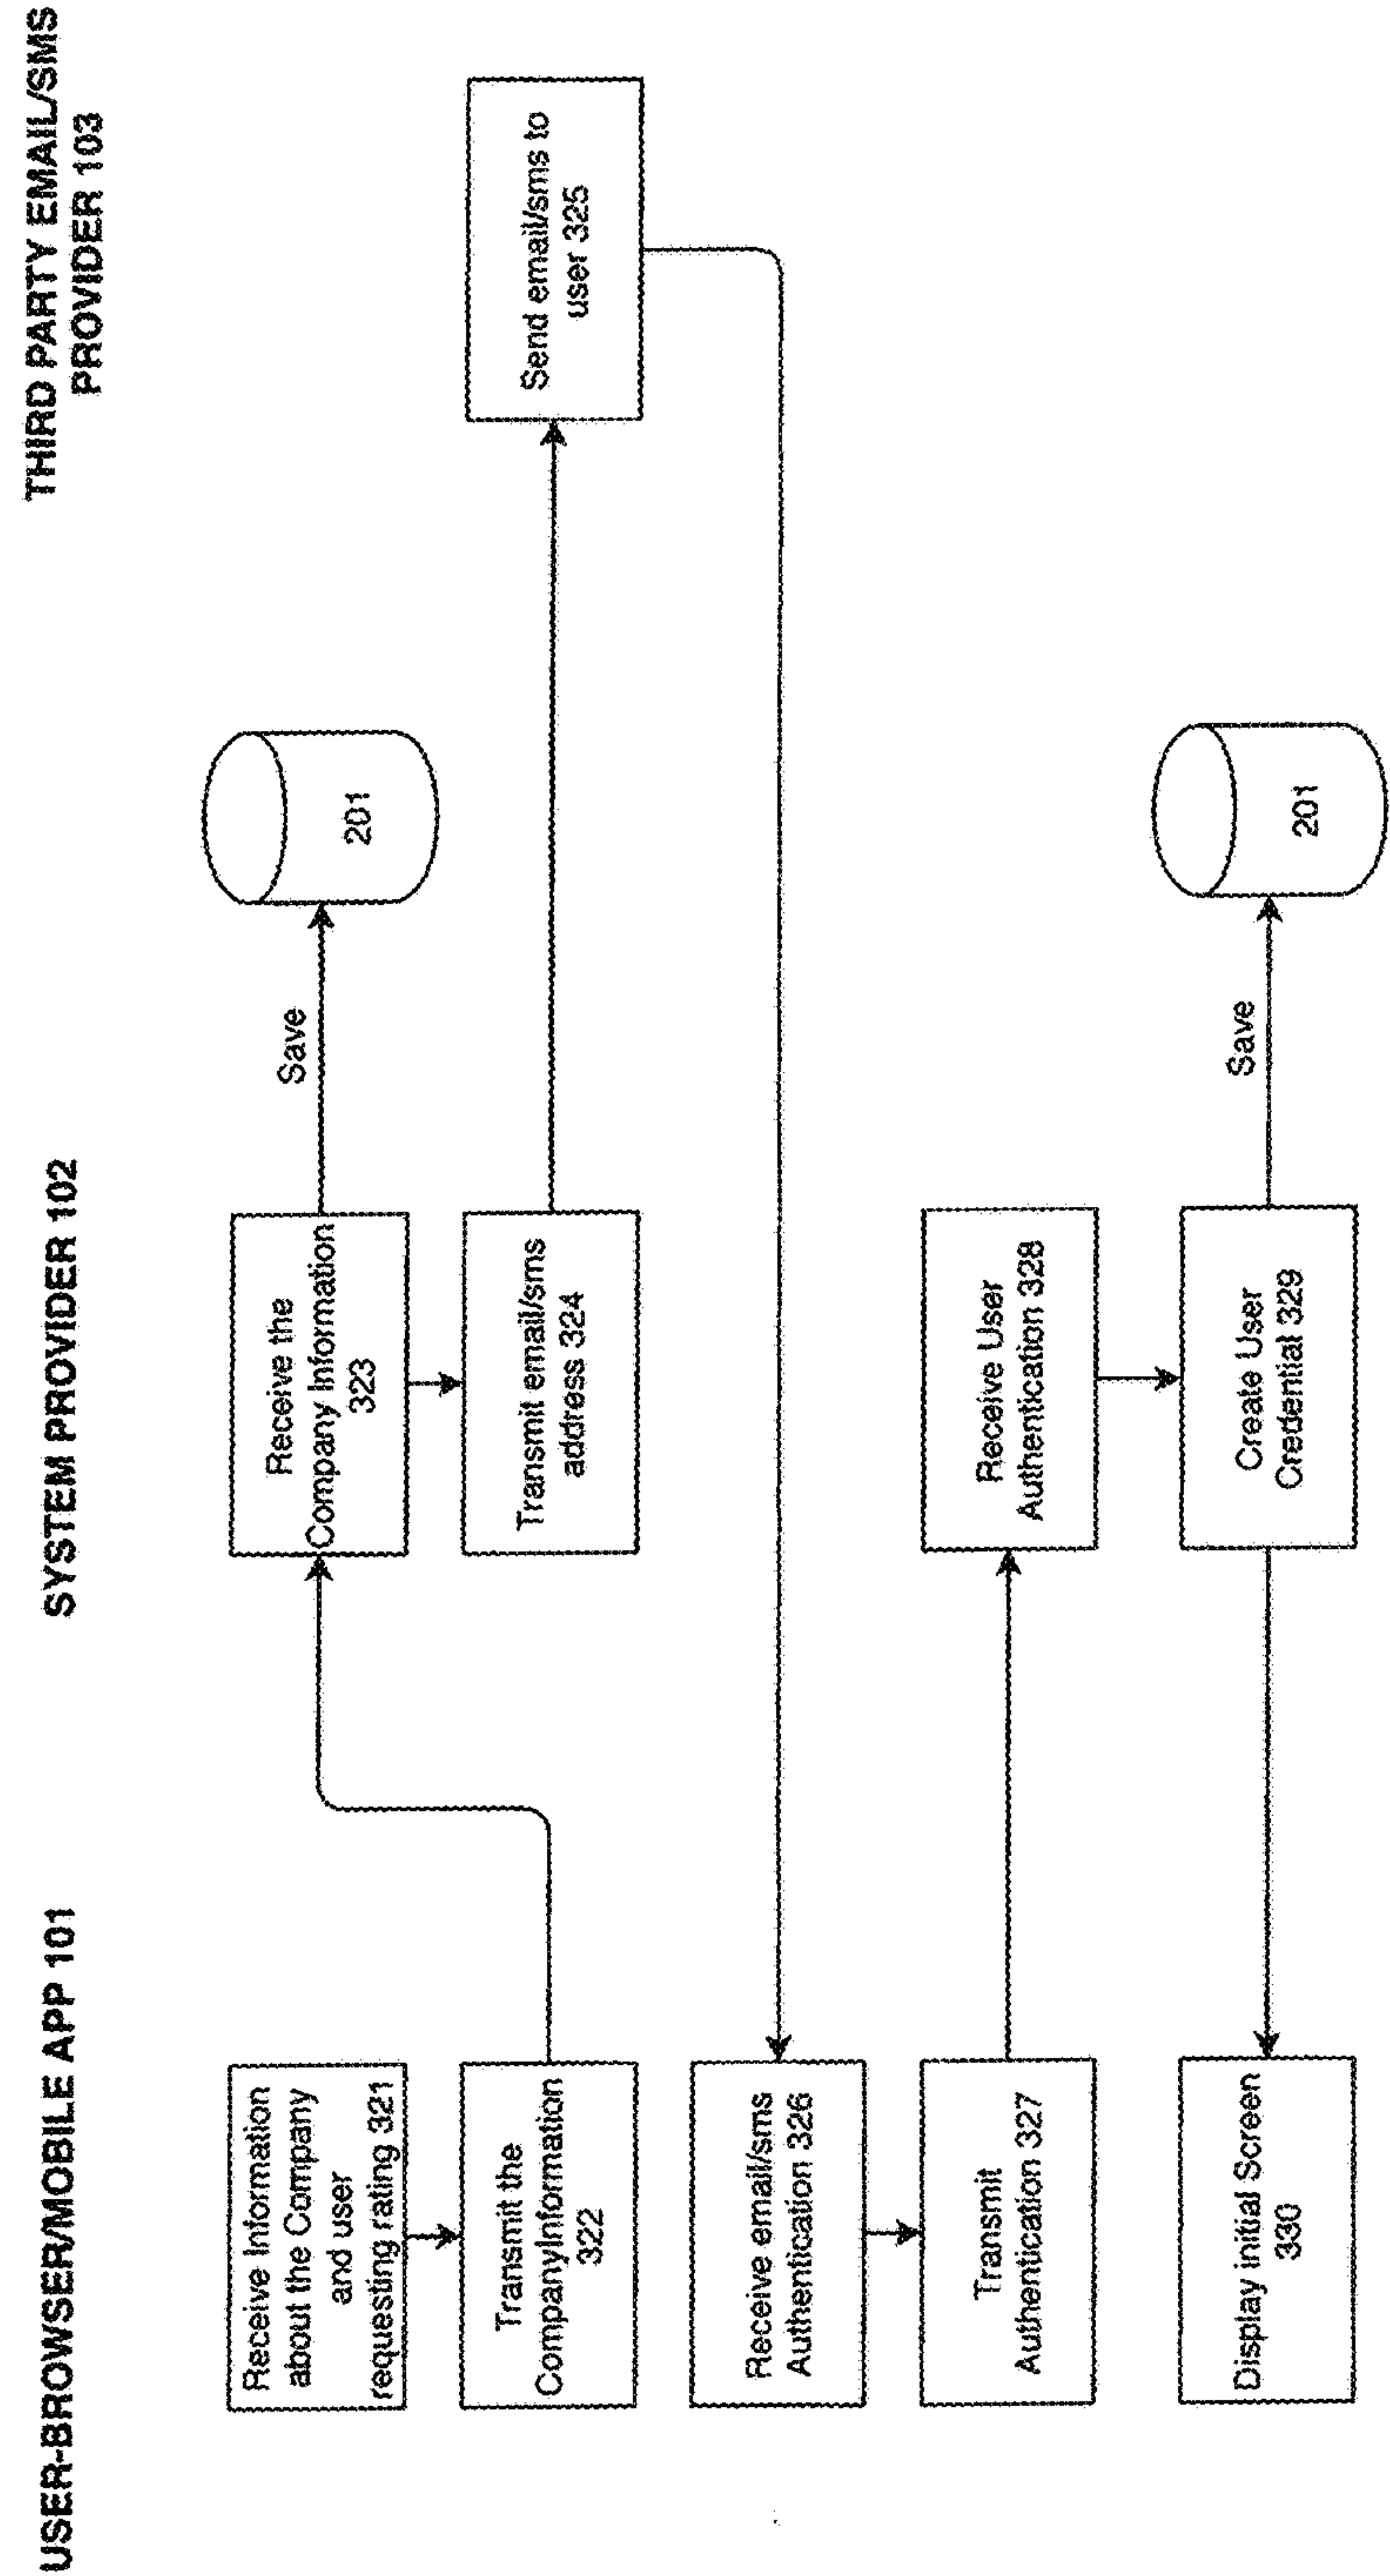 USER-BROWSER/MOBILE APP 101
SYSTEM PROVIDER 102
THIRD PARTY EMAIL/SMS
PROVIDER 103
Receive Information
about the Company
and user
requesting rating 321
Receive the
Company Information
323
Save
201
Transmit the
CompanyInformation
322
Transmit email/sms
address 324
Send email/sms to
user 325
Receive email/sms
Authentication 326
Transmit
Authentication 327
Receive User
Authentication 328
Display initial Screen
330
Create User
Credential 329
Save
201